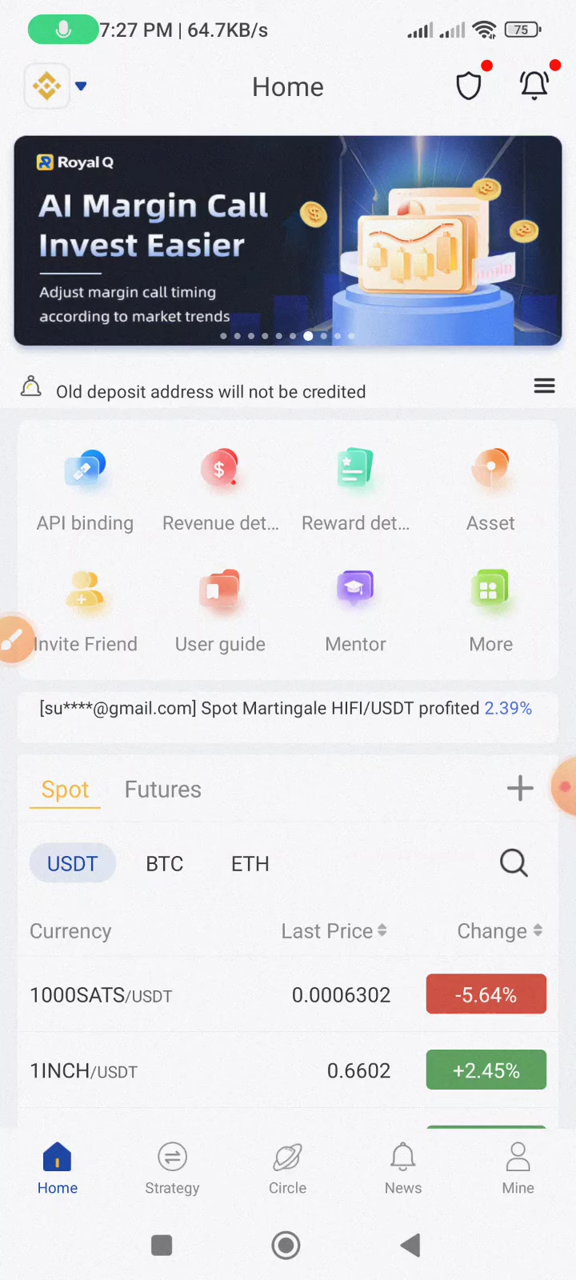 7:27 PM | 64.7KB/s
75
Home
Royal Q
AI Margin Call
Invest Easier
Adjust margin call timing
according to market trends
Old deposit address will not be credited
API binding
Revenue det...
Reward det...
Asset
Invite Friend
User guide
Mentor
More
[su****@gmail.com] Spot Martingale HIFI/USDT profited 2.39%
Spot
Futures
USDT
BTC
ETH
Currency
Last Price
Change
1000SATS/USDT
0.0006302
-5.64%
1INCH/USDT
0.6602
+2.45%
Home
Strategy
Circle
News
Mine